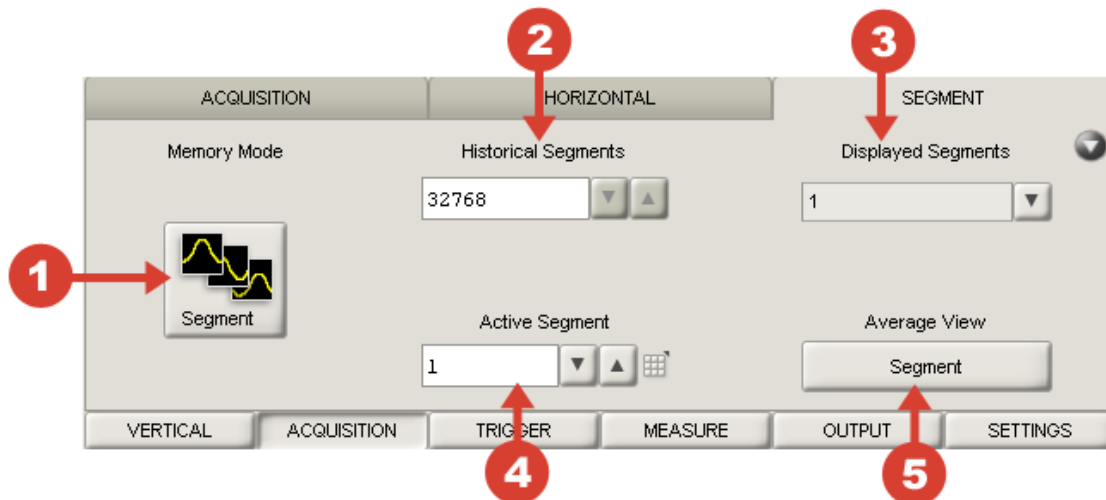 2 3
ACQUISITION HORIZONTAL SEGMENT
Memory Mode Historical Segments Displayed Segments
32768 1
1
Segment Active Segment Average View
1 Segment
VERTICAL ACQUISITION TRIGGER MEASURE OUTPUT SETTINGS
4 5